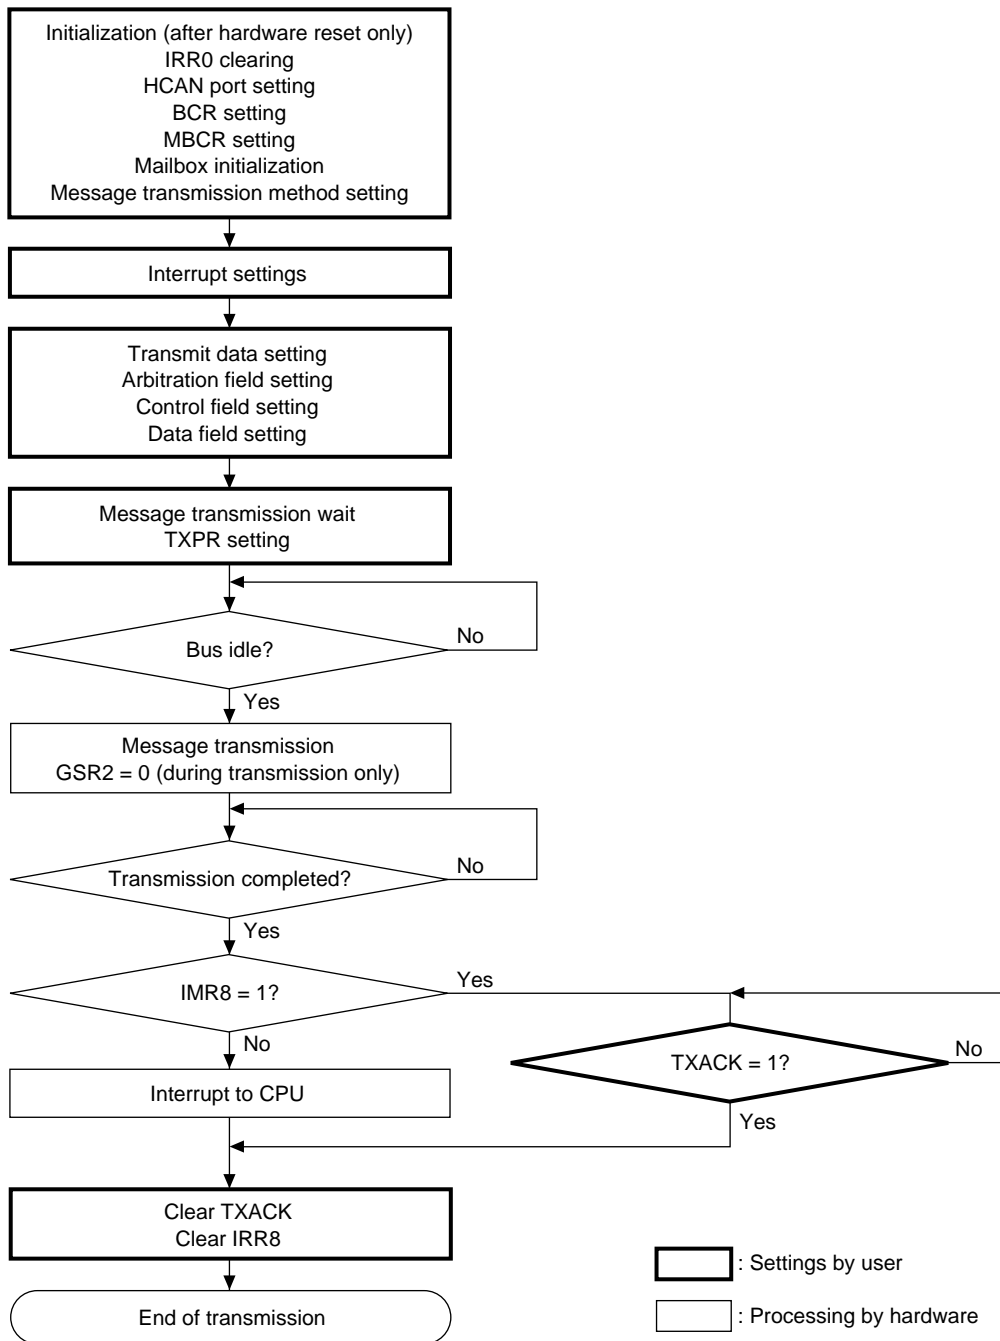 Initialization (after hardware reset only)
IRR0 clearing
HCAN port setting
BCR setting
MBCR setting
Mailbox initialization
Message transmission method setting
Interrupt settings
Transmit data setting
Arbitration field setting
Control field setting
Data field setting
Message transmission wait
TXPR setting
Bus idle?
No
Yes
Message transmission
GSR2 = 0 (during transmission only)
Transmission completed?
No
Yes
IMR8 = 1?
Yes
No
TXACK = 1?
No
Yes
Interrupt to CPU
Clear TXACK
Clear IRR8
End of transmission
: Settings by user
: Processing by hardware